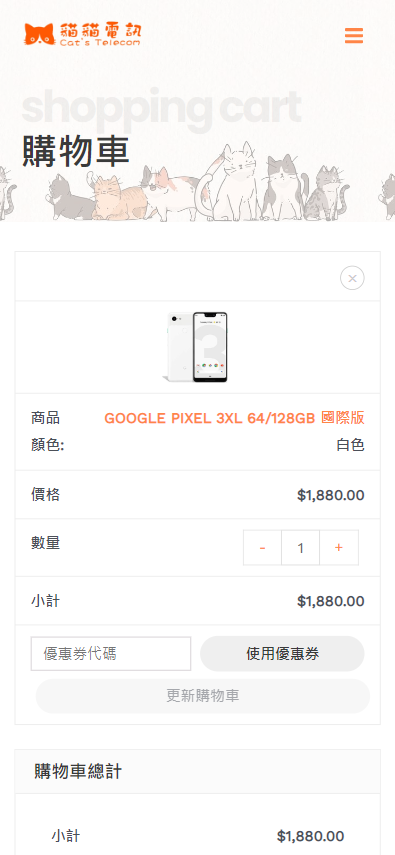 貓貓電訊
Cat's Telecom
shopping cart
購物車
商品 GOOGLE PIXEL 3XL 64/128GB 國際版
顏色: 白色
價格 $1,880.00
數量 - 1 +
小計 $1,880.00
優惠券代碼 使用優惠券
更新購物車
購物車總計
小計 $1,880.00